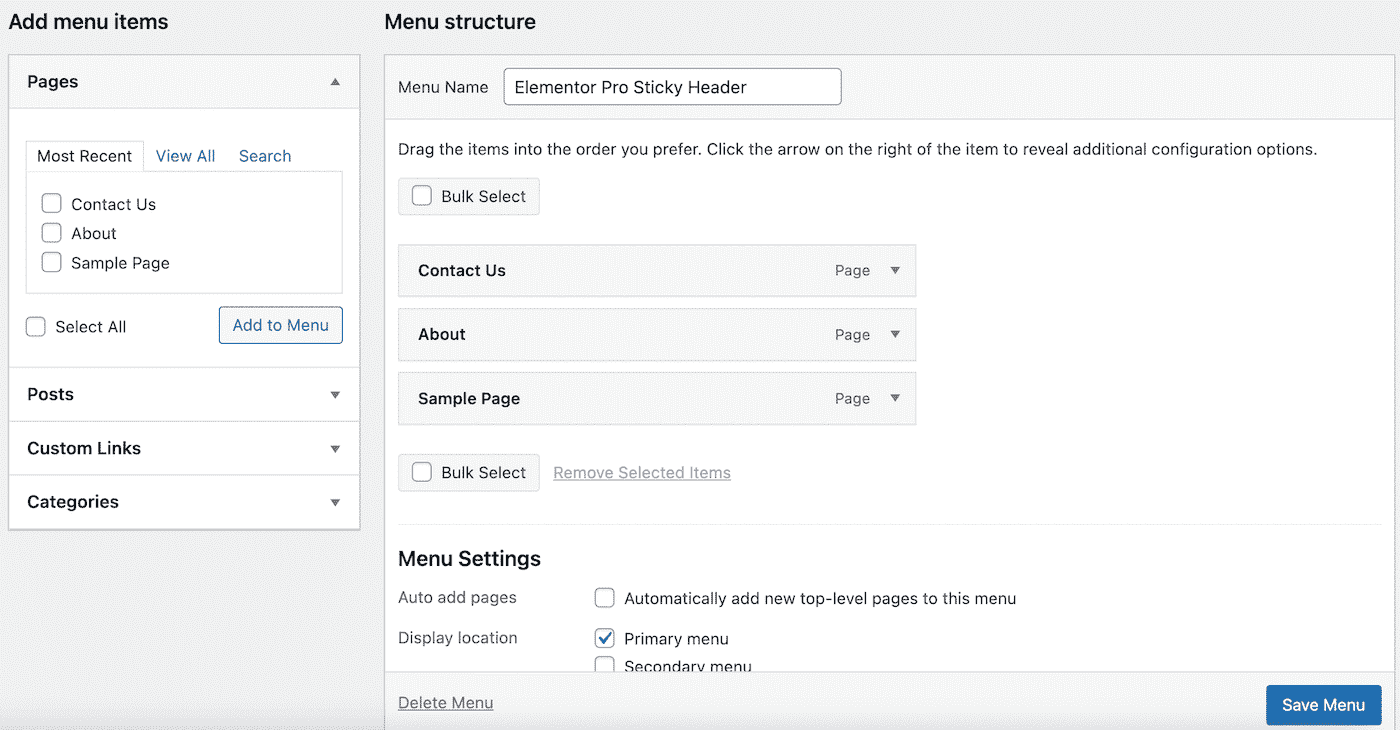 Add menu items
Pages
Most Recent View All Search
Contact Us
About
Sample Page
Select All Add to Menu
Posts
Custom Links
Categories
Menu structure
Menu Name Elementor Pro Sticky Header
Drag the items into the order you prefer. Click the arrow on the right of the item to reveal additional configuration options.
Bulk Select
Contact Us Page
About Page
Sample Page Page
Bulk Select Remove Selected Items
Menu Settings
Auto add pages Automatically add new top-level pages to this menu
Display location Primary menu
Secondary menu
Delete Menu Save Menu